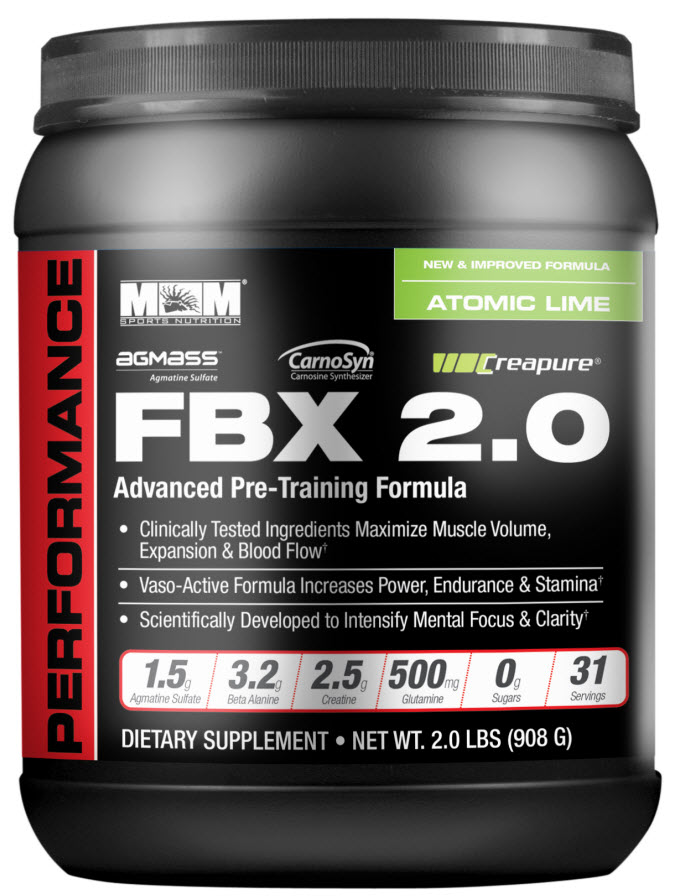 PERFORMANCE
NEW & IMPROVED FORMULA
ATOMIC LIME
M M®
SPORTS NUTRITION
AGMASS™
Agmatine Sulfate
CarnoSyn®
Carnosine Synthesizer
Creapure®
FBX 2.0
Advanced Pre-Training Formula
• Clinically Tested Ingredients Maximize Muscle Volume,
Expansion & Blood Flow†
• Vaso-Active Formula Increases Power, Endurance & Stamina†
• Scientifically Developed to Intensify Mental Focus & Clarity†
1.5g 3.2g 2.5g 500mg 0g 31
Agmatine Sulfate Beta Alanine Creatine Glutamine Sugars Servings
DIETARY SUPPLEMENT • NET WT. 2.0 LBS (908 G)